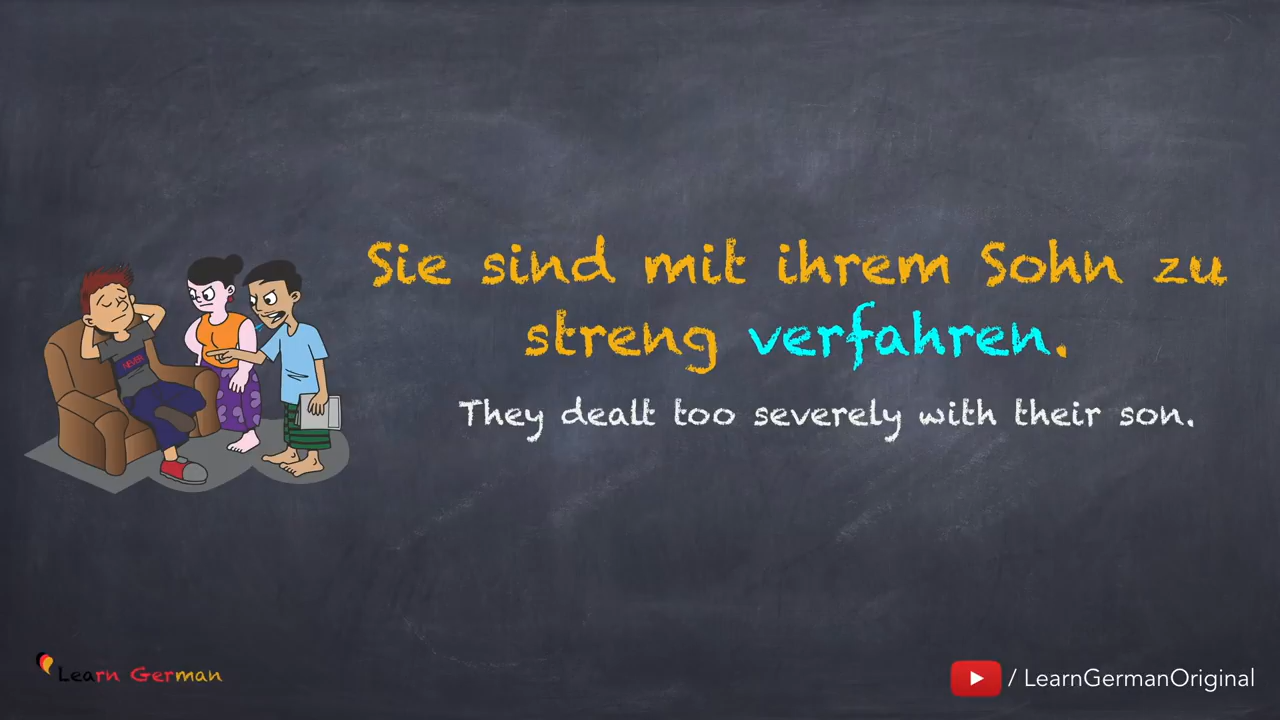 Sie sind mit ihrem Sohn zu
streng verfahren.
They dealt too severely with their son.
NEVER
Learn German
/ LearnGermanOriginal